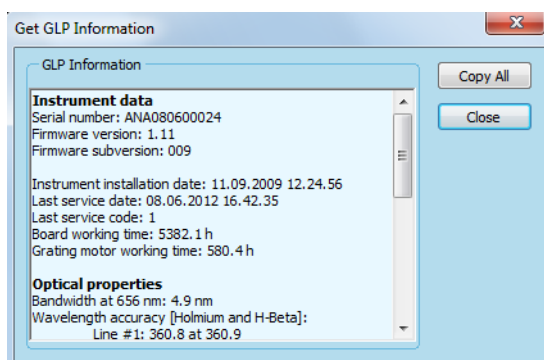 Get GLP Information
GLP Information
Copy All
Close
Instrument data
Serial number: ANA080600024
Firmware version: 1.11
Firmware subversion: 009
Instrument installation date: 11.09.2009 12.24.56
Last service date: 08.06.2012 16.42.35
Last service code: 1
Board working time: 5382.1 h
Grating motor working time: 580.4 h
Optical properties
Bandwidth at 656 nm: 4.9 nm
Wavelength accuracy [Holmium and H-Beta]:
Line #1: 360.8 at 360.9